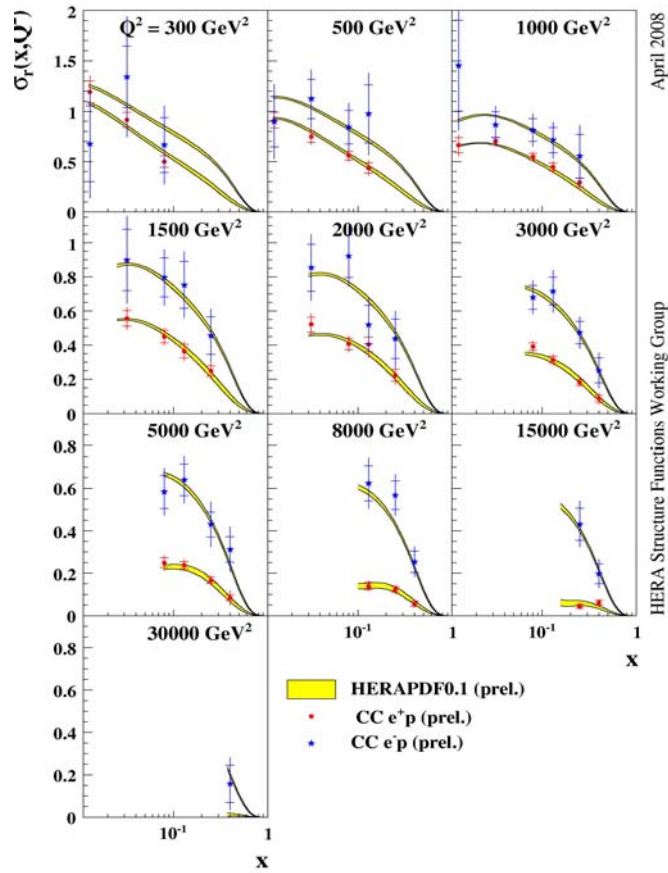 σr(x,Q²)
April 2008
2
1.5
1
0.5
0
Q² = 300 GeV²
500 GeV²
1000 GeV²
1
0.8
0.6
0.4
0.2
0
1500 GeV²
2000 GeV²
3000 GeV²
HERA Structure Functions Working Group
0.8
0.6
0.4
0.2
0
5000 GeV²
8000 GeV²
15000 GeV²
10⁻¹
1
10⁻¹
1
x
x
0.8
0.6
0.4
0.2
0
30000 GeV²
10⁻¹
1
x
HERAPDF0.1 (prel.)
CC e⁺p (prel.)
CC e⁻p (prel.)